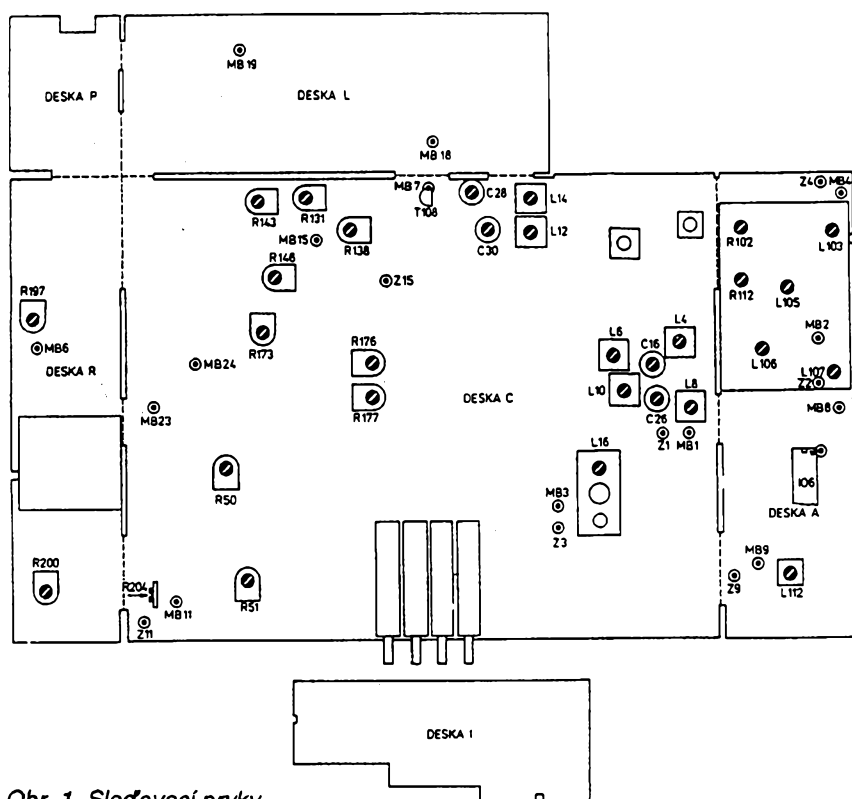 MB19
DESKA P
DESKA L
MB18
MB7
C28
Z4
MB4
T108
L14
R143
R131
MB15
R138
C30
L12
R102
L103
R146
Z15
R112
L105
R197
MB6
DESKA R
R173
MB24
R176
L6
C16
L4
MB2
L106
L107
Z2
MB23
R177
DESKA C
L10
C26
L8
MB8
Z1
MB1
L16
R50
IO6
MB3
DESKA A
Z3
R200
R204
MB9
MB11
R51
Z9
L112
Z11
DESKA I
Obr. 1. Slaďovací prvky